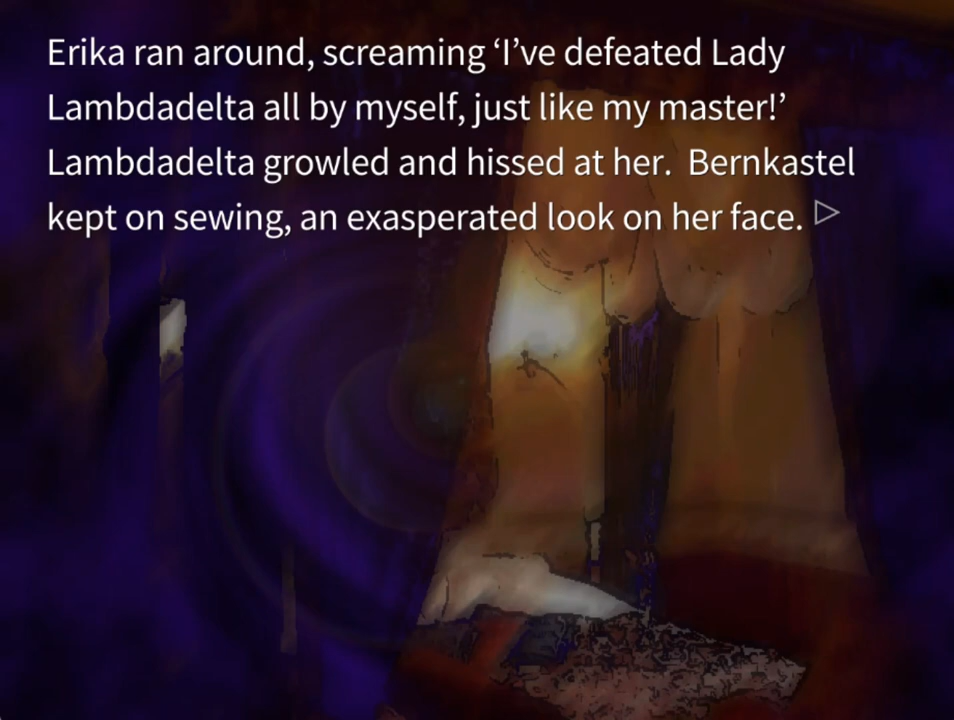 Erika ran around, screaming ‘I’ve defeated Lady
Lambdadelta all by myself, just like my master!’
Lambdadelta growled and hissed at her.  Bernkastel
kept on sewing, an exasperated look on her face.